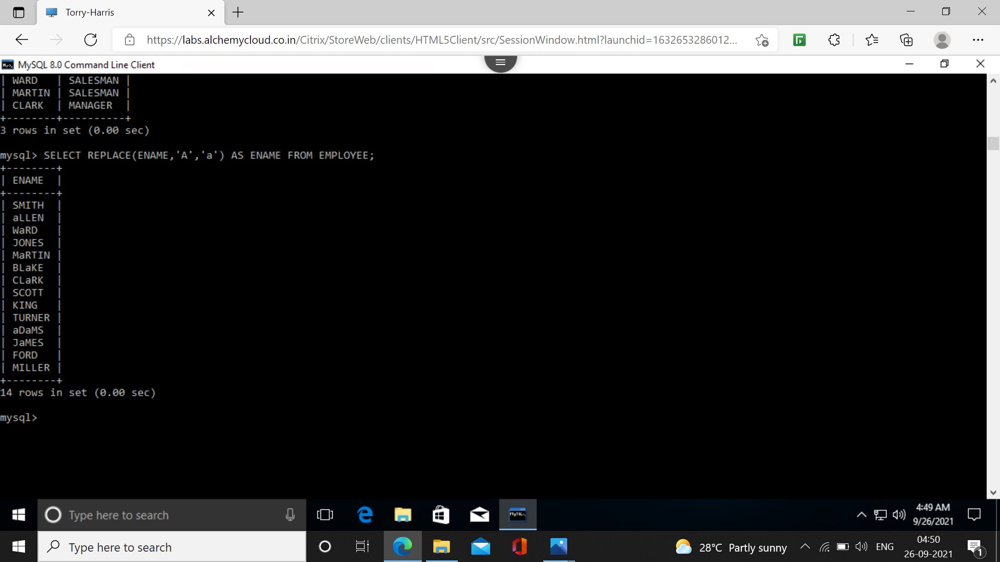 Torry-Harris
https://labs.alchemycloud.co.in/Citrix/StoreWeb/clients/HTML5Client/src/SessionWindow.html?launchid=1632653286012...
MySQL 8.0 Command Line Client
| WARD   | SALESMAN |
| MARTIN | SALESMAN |
| CLARK  | MANAGER  |
+--------+----------+
3 rows in set (0.00 sec)
mysql> SELECT REPLACE(ENAME,'A','a') AS ENAME FROM EMPLOYEE;
+--------+
| ENAME  |
+--------+
| SMITH  |
| aLLEN  |
| WaRD   |
| JONES  |
| MaRTIN |
| BLaKE  |
| CLaRK  |
| SCOTT  |
| KING   |
| TURNER |
| aDaMS  |
| JaMES  |
| FORD   |
| MILLER |
+--------+
14 rows in set (0.00 sec)
mysql>
Type here to search
4:49 AM
9/26/2021
Type here to search
28°C Partly sunny
ENG
04:50
26-09-2021
1